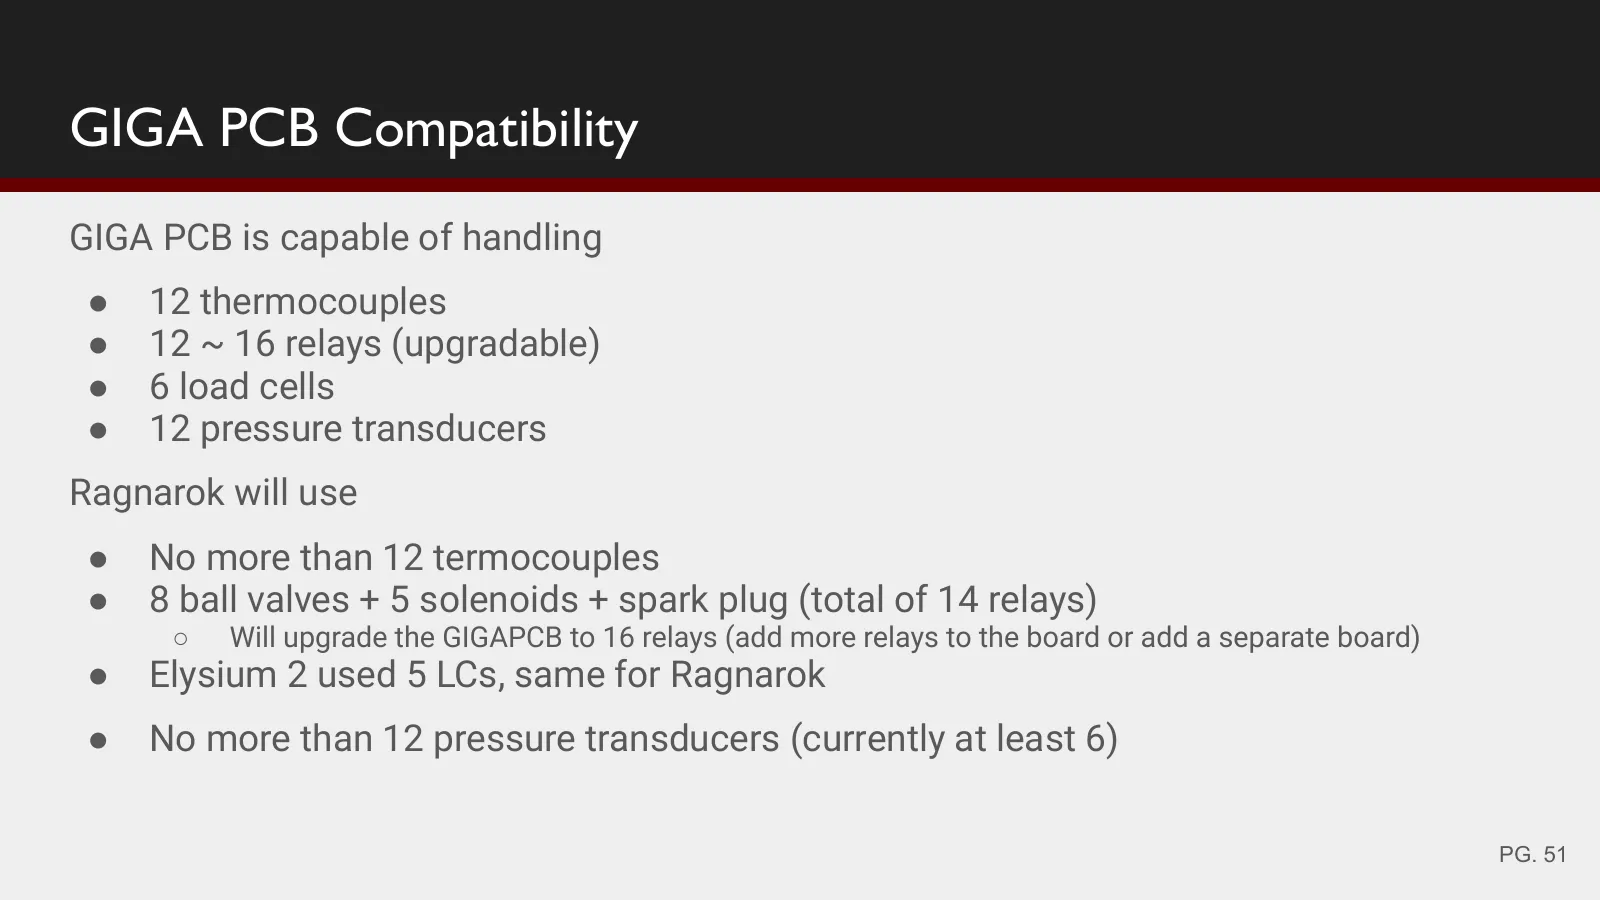 GIGA PCB Compatibility
GIGA PCB is capable of handling
● 12 thermocouples
● 12 ~ 16 relays (upgradable)
● 6 load cells
● 12 pressure transducers
Ragnarok will use
● No more than 12 termocouples
● 8 ball valves + 5 solenoids + spark plug (total of 14 relays)
○ Will upgrade the GIGAPCB to 16 relays (add more relays to the board or add a separate board)
● Elysium 2 used 5 LCs, same for Ragnarok
● No more than 12 pressure transducers (currently at least 6)
PG. 51